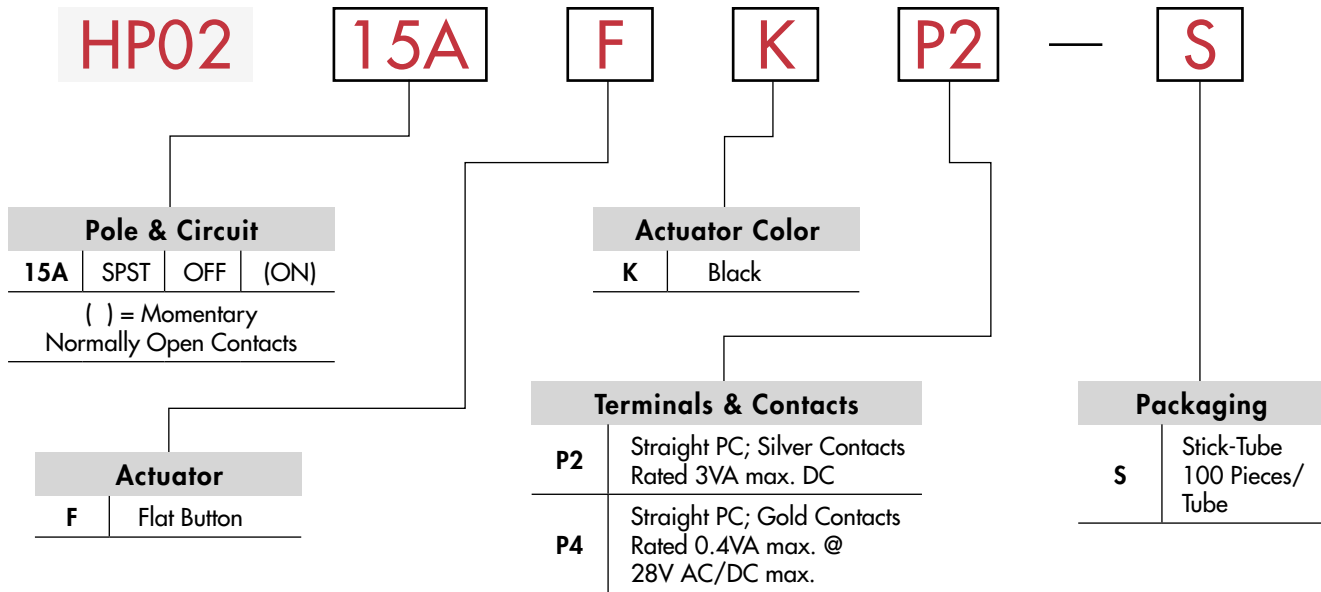 HP02 15A F K P2 — S
Pole & Circuit
15A SPST OFF (ON)
( ) = Momentary
Normally Open Contacts
Actuator
F Flat Button
Actuator Color
K Black
Terminals & Contacts
P2 Straight PC; Silver Contacts
Rated 3VA max. DC
P4 Straight PC; Gold Contacts
Rated 0.4VA max. @
28V AC/DC max.
Packaging
S Stick-Tube
100 Pieces/
Tube